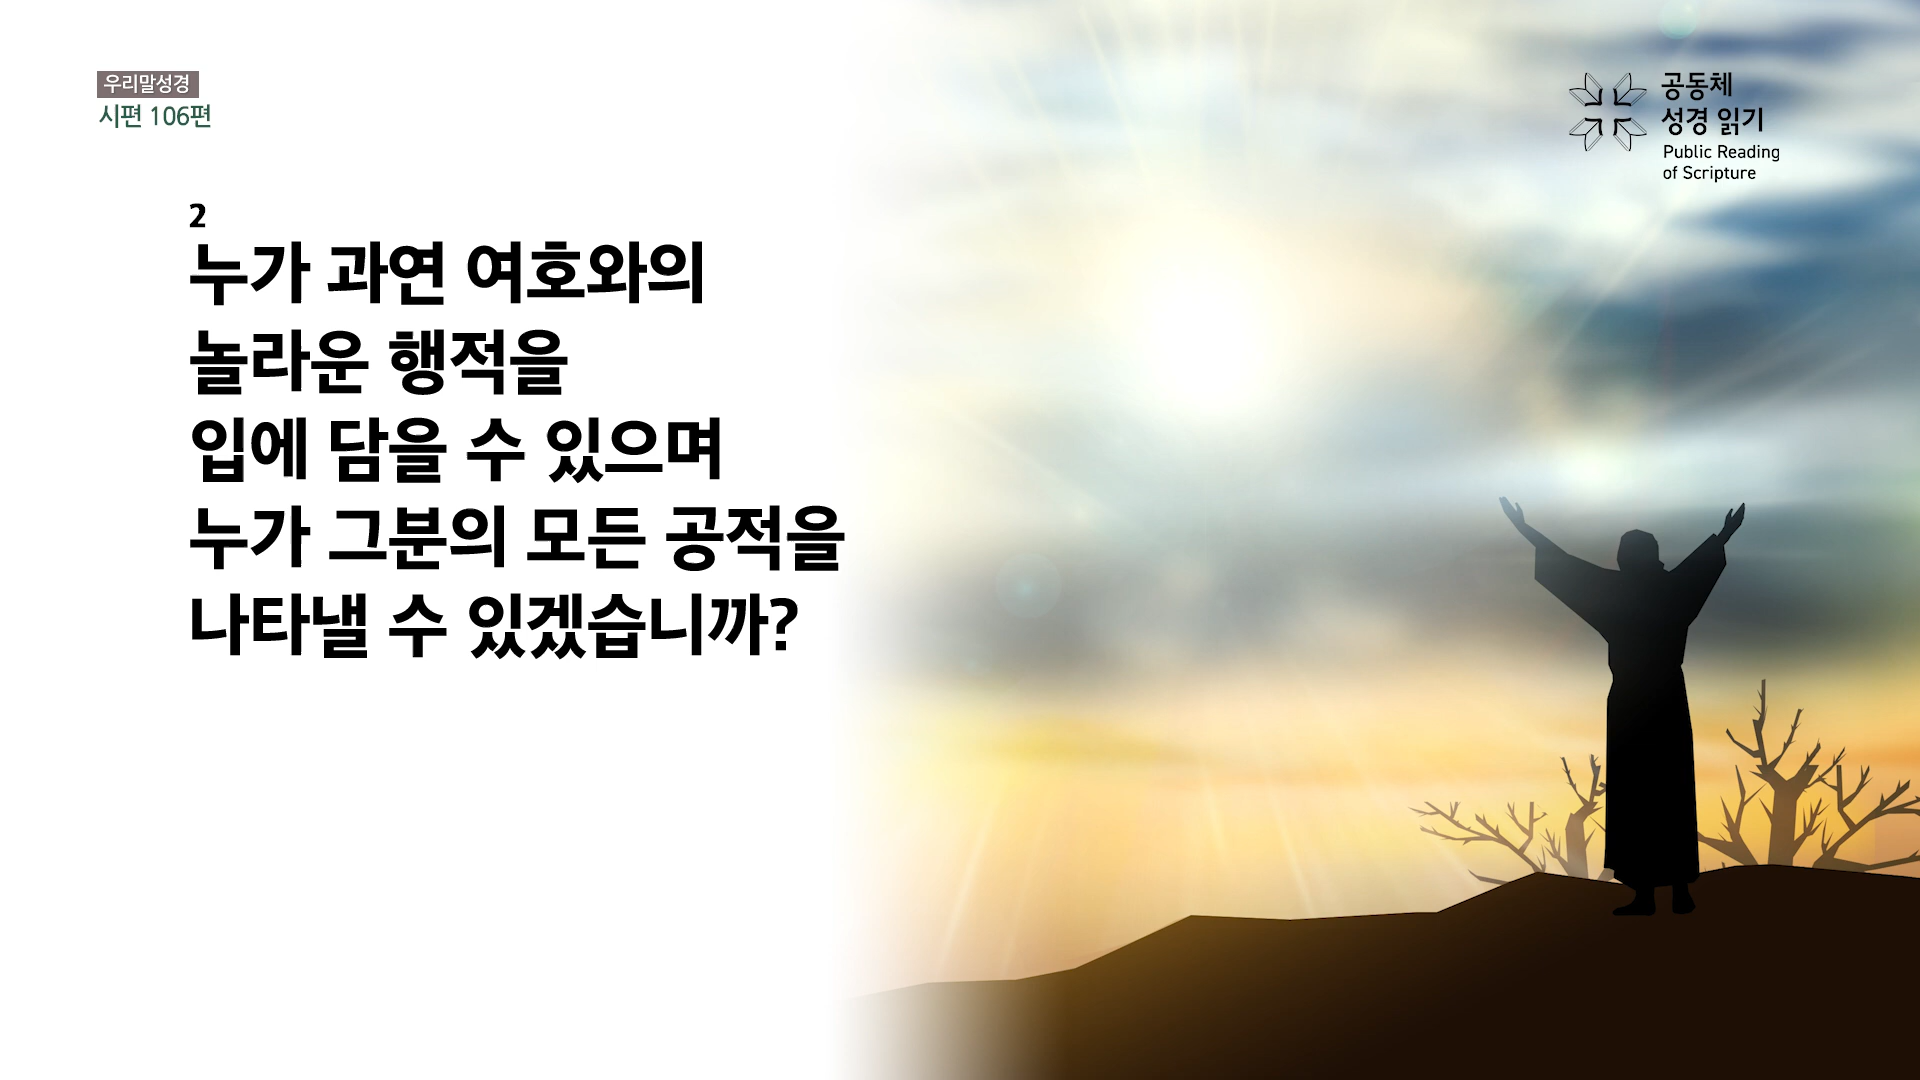 우리말성경
시편 106편
공동체
성경 읽기
Public Reading
of Scripture
2
누가 과연 여호와의
놀라운 행적을
입에 담을 수 있으며
누가 그분의 모든 공적을
나타낼 수 있겠습니까?